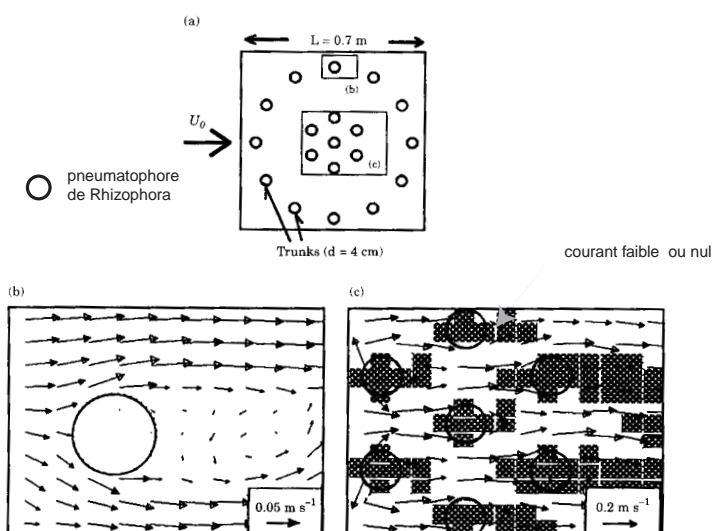 (a)
L = 0.7 m
(b)
U₀
(c)
pneumatophore
de Rhizophora
Trunks (d = 4 cm)
courant faible ou nul
(b)
(c)
0.05 m s⁻¹
0.2 m s⁻¹